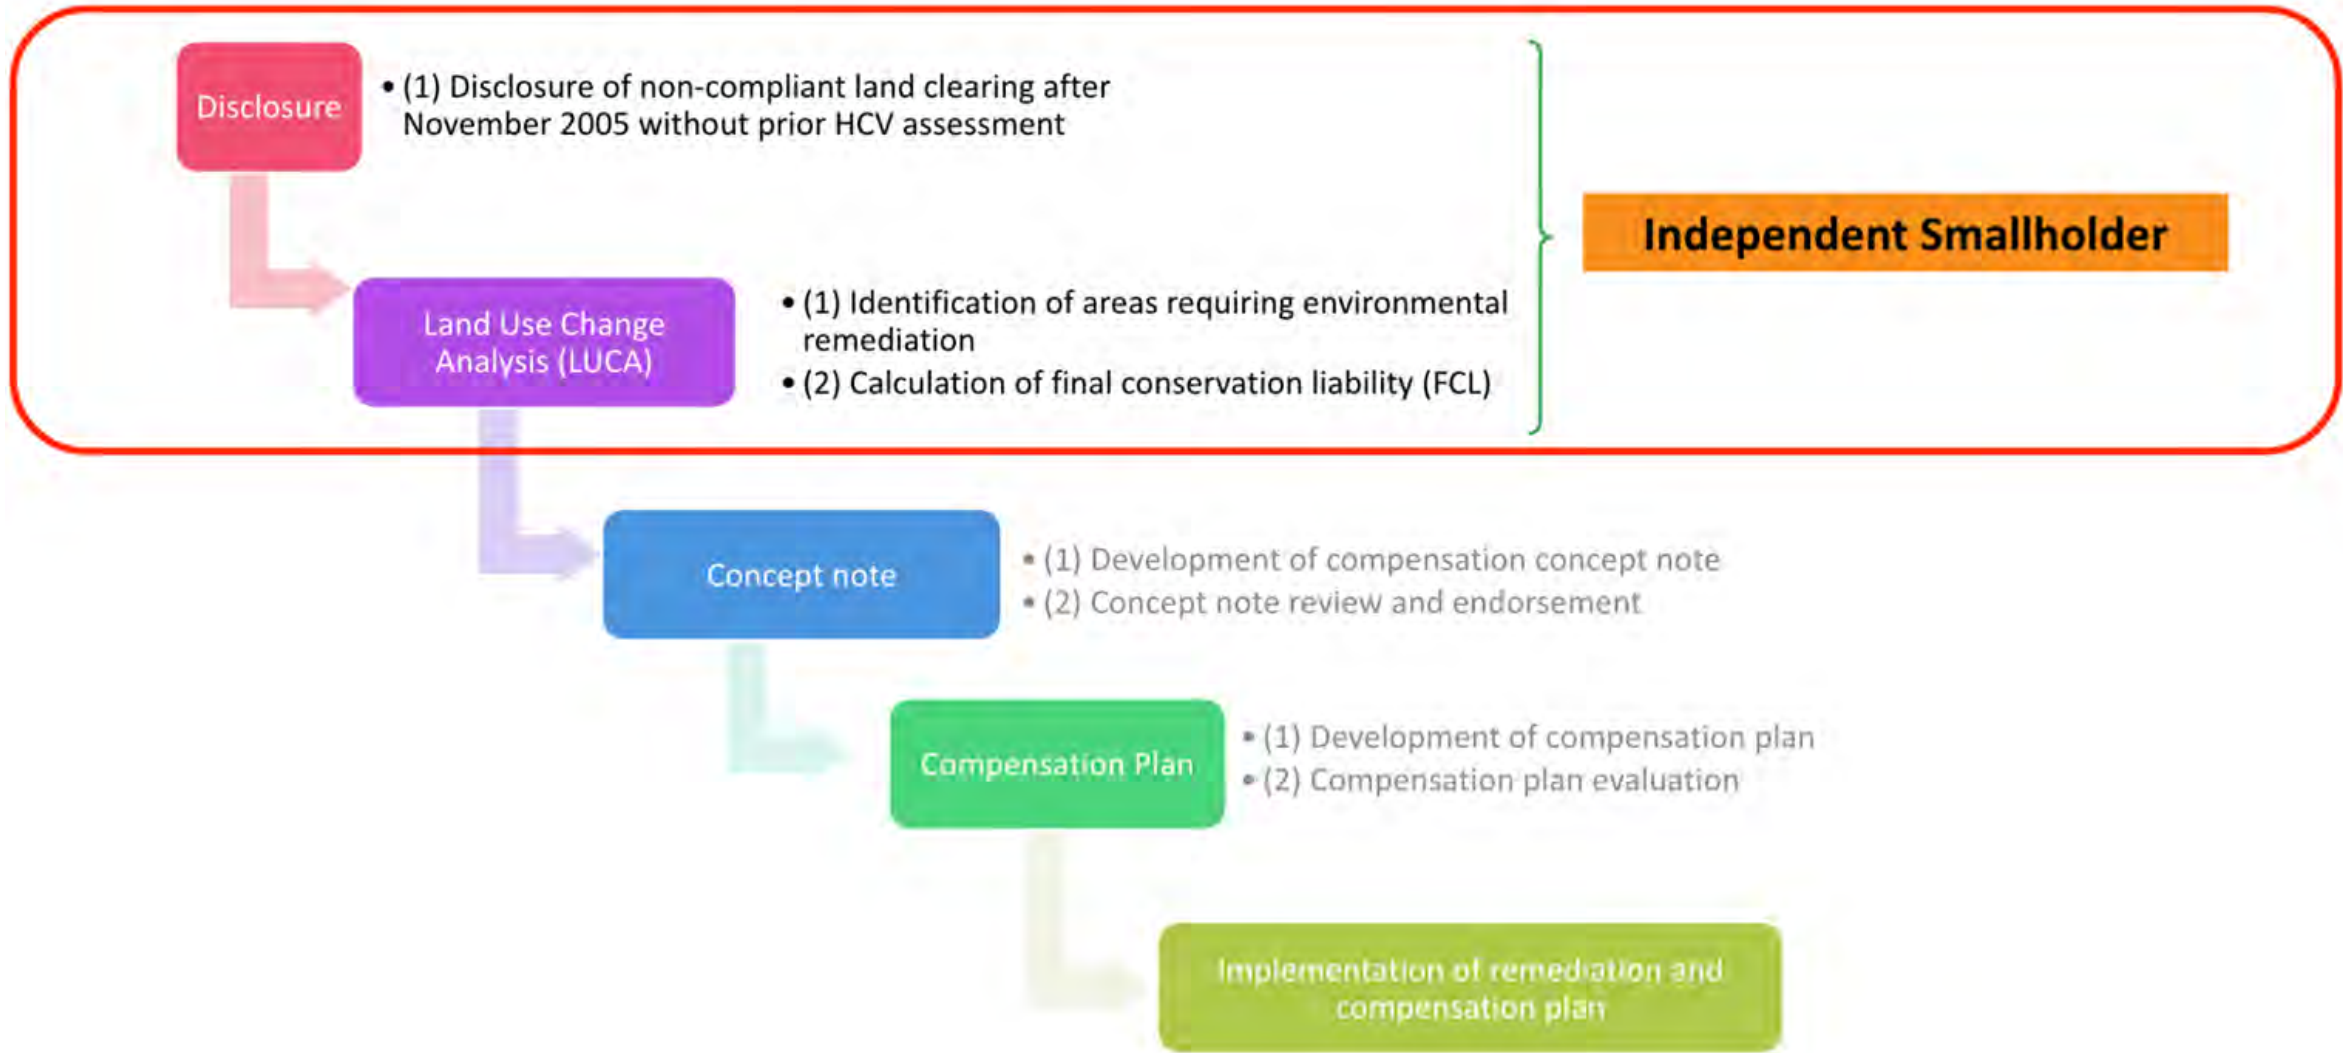 Disclosure
• (1) Disclosure of non-compliant land clearing after
November 2005 without prior HCV assessment
Independent Smallholder
Land Use Change
Analysis (LUCA)
• (1) Identification of areas requiring environmental
remediation
• (2) Calculation of final conservation liability (FCL)
Concept note
• (1) Development of compensation concept note
• (2) Concept note review and endorsement
Compensation Plan
• (1) Development of compensation plan
• (2) Compensation plan evaluation
Implementation of remediation and
compensation plan